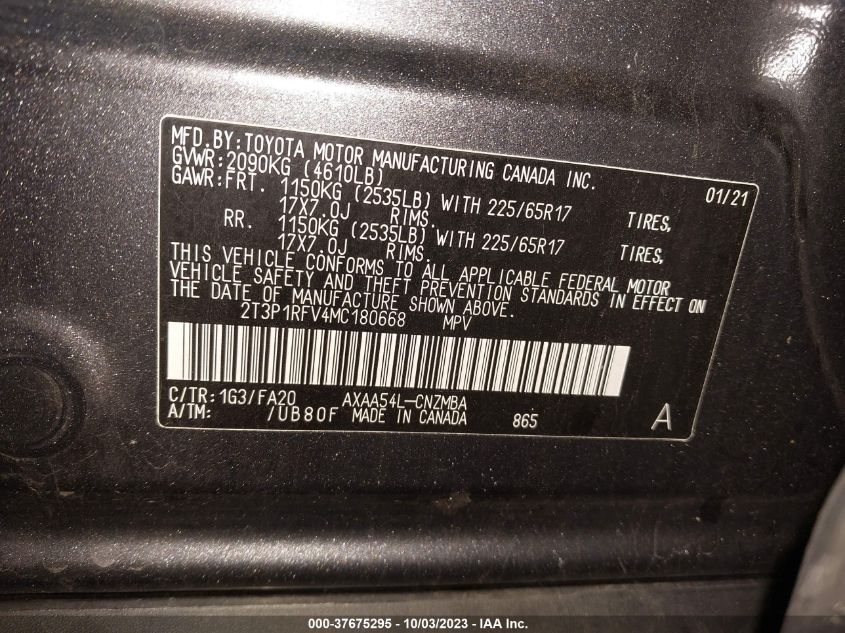 MFD.BY:TOYOTA MOTOR MANUFACTURING CANADA INC.
GVWR:2090KG (4610LB) 01/21
GAWR:FRT. 1150KG (2535LB) WITH 225/65R17 TIRES,
17X7.0J RIMS.
RR. 1150KG (2535LB) WITH 225/65R17 TIRES,
17X7.0J RIMS.
THIS VEHICLE CONFORMS TO ALL APPLICABLE FEDERAL MOTOR
VEHICLE SAFETY AND THEFT PREVENTION STANDARDS IN EFFECT ON
THE DATE OF MANUFACTURE SHOWN ABOVE.
2T3P1RFV4MC180668 MPV
C/TR:1G3/FA20 AXAA54L-CNZMBA
A/TM: /UB80F MADE IN CANADA 865 A
000-37675295 - 10/03/2023 - IAA Inc.